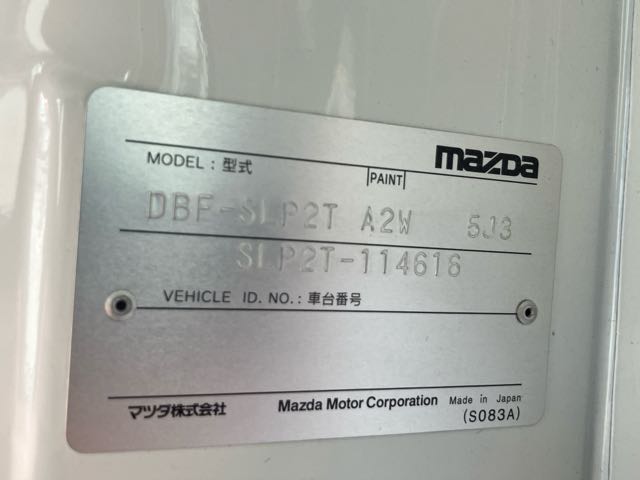 mazda
MODEL : 型式
PAINT
DBF-SLP2T A2W 5J3
SLP2T-114616
VEHICLE ID. NO. : 車台番号
マツダ株式会社 Mazda Motor Corporation Made in Japan
(S083A)